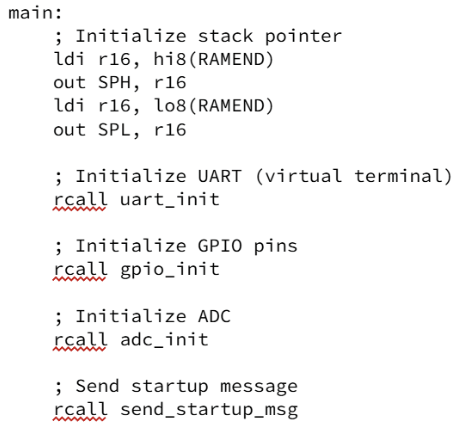 main:
; Initialize stack pointer
ldi r16, hi8(RAMEND)
out SPH, r16
ldi r16, lo8(RAMEND)
out SPL, r16
; Initialize UART (virtual terminal)
rcall uart_init
; Initialize GPIO pins
rcall gpio_init
; Initialize ADC
rcall adc_init
; Send startup message
rcall send_startup_msg